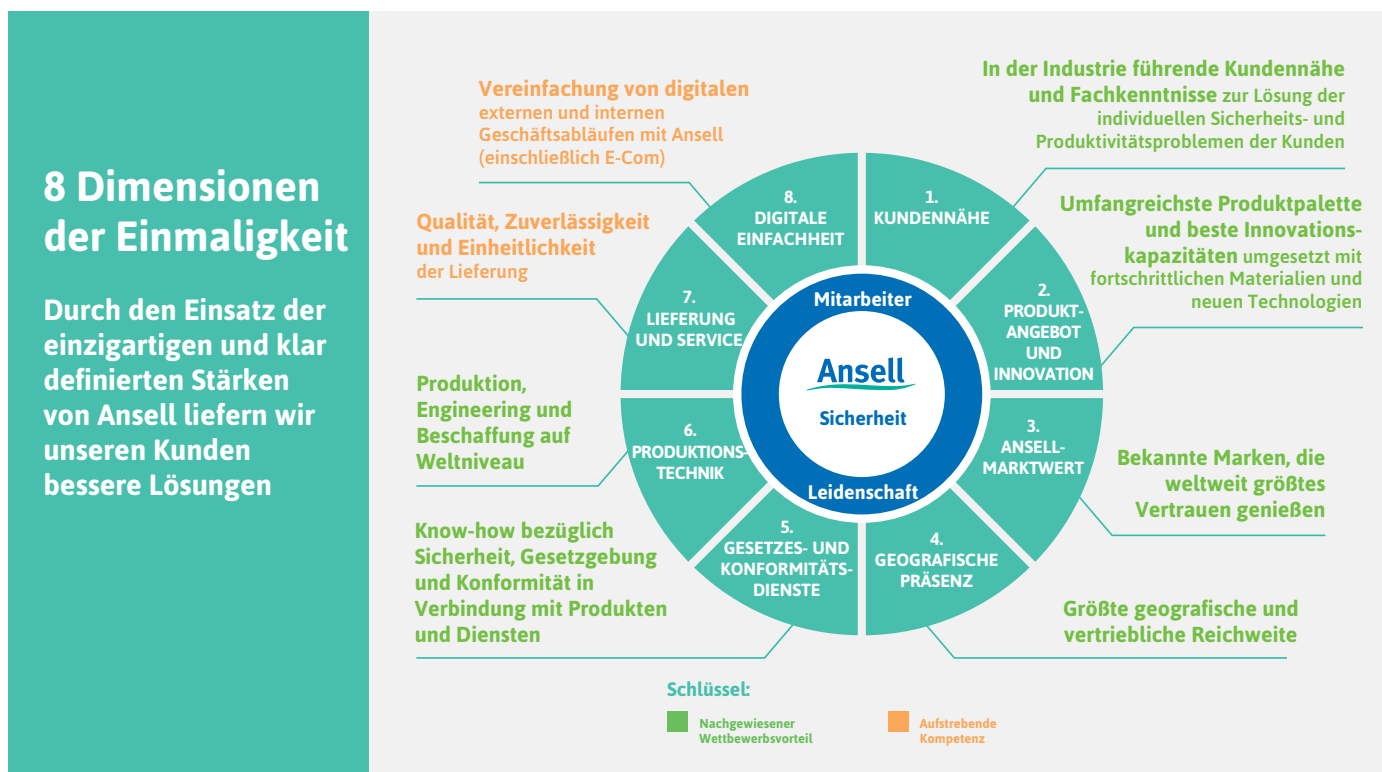 8 Dimensionen
der Einmaligkeit
Durch den Einsatz der
einzigartigen und klar
definierten Stärken
von Ansell liefern wir
unseren Kunden
bessere Lösungen
Vereinfachung von digitalen
externen und internen
Geschäftsabläufen mit Ansell
(einschließlich E-Com)
Qualität, Zuverlässigkeit
und Einheitlichkeit
der Lieferung
Produktion,
Engineering und
Beschaffung auf
Weltniveau
Know-how bezüglich
Sicherheit, Gesetzgebung
und Konformität in
Verbindung mit Produkten
und Diensten
In der Industrie führende Kundennähe
und Fachkenntnisse zur Lösung der
individuellen Sicherheits- und
Produktivitätsproblemen der Kunden
Umfangreichste Produktpalette
und beste Innovations-
kapazitäten umgesetzt mit
fortschrittlichen Materialien und
neuen Technologien
Bekannte Marken, die
weltweit größtes
Vertrauen genießen
Größte geografische und
vertriebliche Reichweite
1.
KUNDENNÄHE
2.
PRODUKT-
ANGEBOT
UND
INNOVATION
3.
ANSELL-
MARKTWERT
4.
GEOGRAFISCHE
PRÄSENZ
5.
GESETZES- UND
KONFORMITÄTS-
DIENSTE
6.
PRODUKTIONS-
TECHNIK
7.
LIEFERUNG
UND SERVICE
8.
DIGITALE
EINFACHHEIT
Mitarbeiter
Ansell
Sicherheit
Leidenschaft
Schlüssel:
Nachgewiesener
Wettbewerbsvorteil
Aufstrebende
Kompetenz